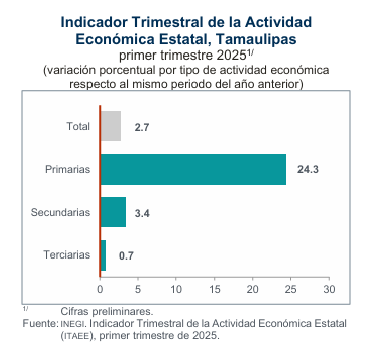 Indicador Trimestral de la Actividad
Económica Estatal, Tamaulipas
primer trimestre 2025¹/
(variación porcentual por tipo de actividad económica
respecto al mismo periodo del año anterior)
Total 2.7
Primarias 24.3
Secundarias 3.4
Terciarias 0.7
0 5 10 15 20 25 30
¹/ Cifras preliminares.
Fuente: INEGI. Indicador Trimestral de la Actividad Económica Estatal
(ITAEE), primer trimestre de 2025.